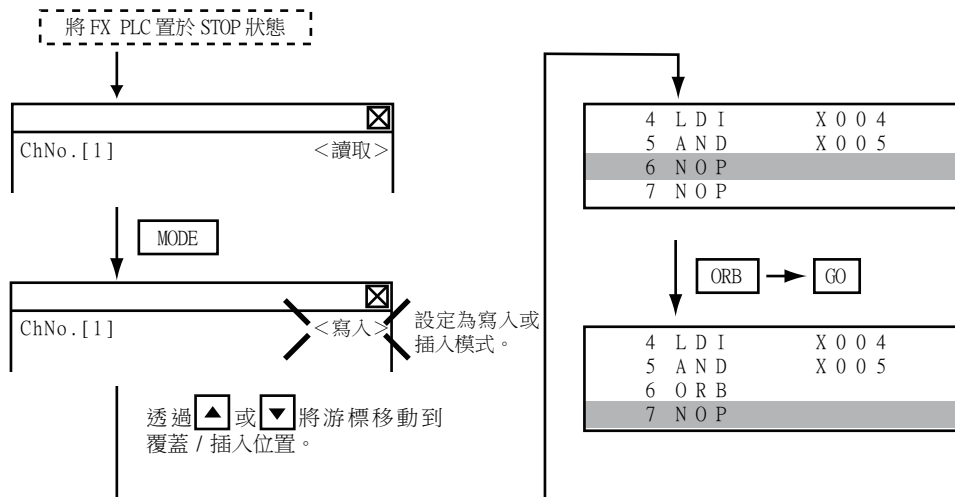 將 FX PLC 置於 STOP 狀態
ChNo.[1] <讀取>
MODE
ChNo.[1] <寫入>
設定為寫入或
插入模式。
透過▲或▼將游標移動到
覆蓋 / 插入位置。
4 LDI X004
5 AND X005
6 NOP
7 NOP
ORB GO
4 LDI X004
5 AND X005
6 ORB
7 NOP